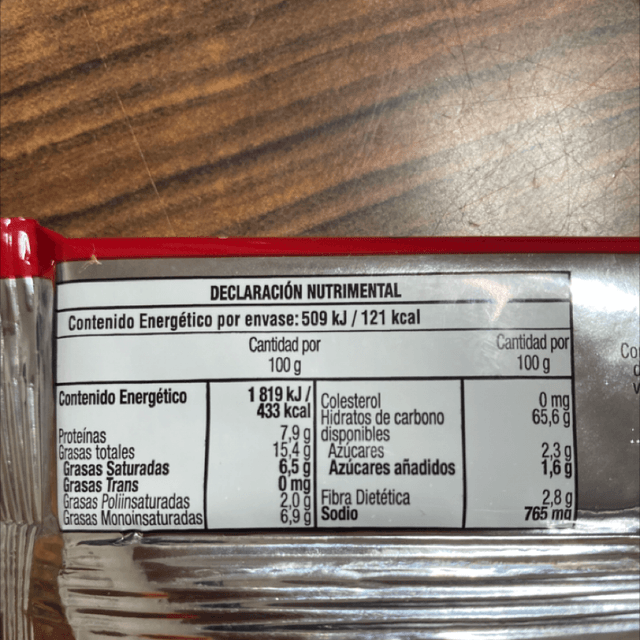 DECLARACIÓN NUTRIMENTAL
Contenido Energético por envase: 509 kJ / 121 kcal
Cantidad por 100 g
Cantidad por 100 g
Contenido Energético 1 819 kJ / 433 kcal
Proteínas 7,9 g
Grasas totales 15,4 g
Grasas Saturadas 6,5 g
Grasas Trans 0 mg
Grasas Poliinsaturadas 2,0 g
Grasas Monoinsaturadas 6,9 g
Colesterol 0 mg
Hidratos de carbono disponibles 65,6 g
Azúcares 2,3 g
Azúcares añadidos 1,6 g
Fibra Dietética 2,8 g
Sodio 765 mg